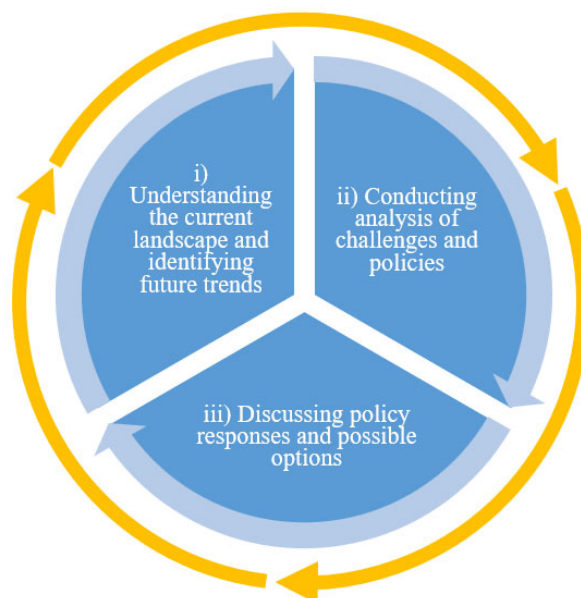 i)
Understanding
the current
landscape and
identifying
future trends
ii) Conducting
analysis of
challenges and
policies
iii) Discussing policy
responses and possible
options